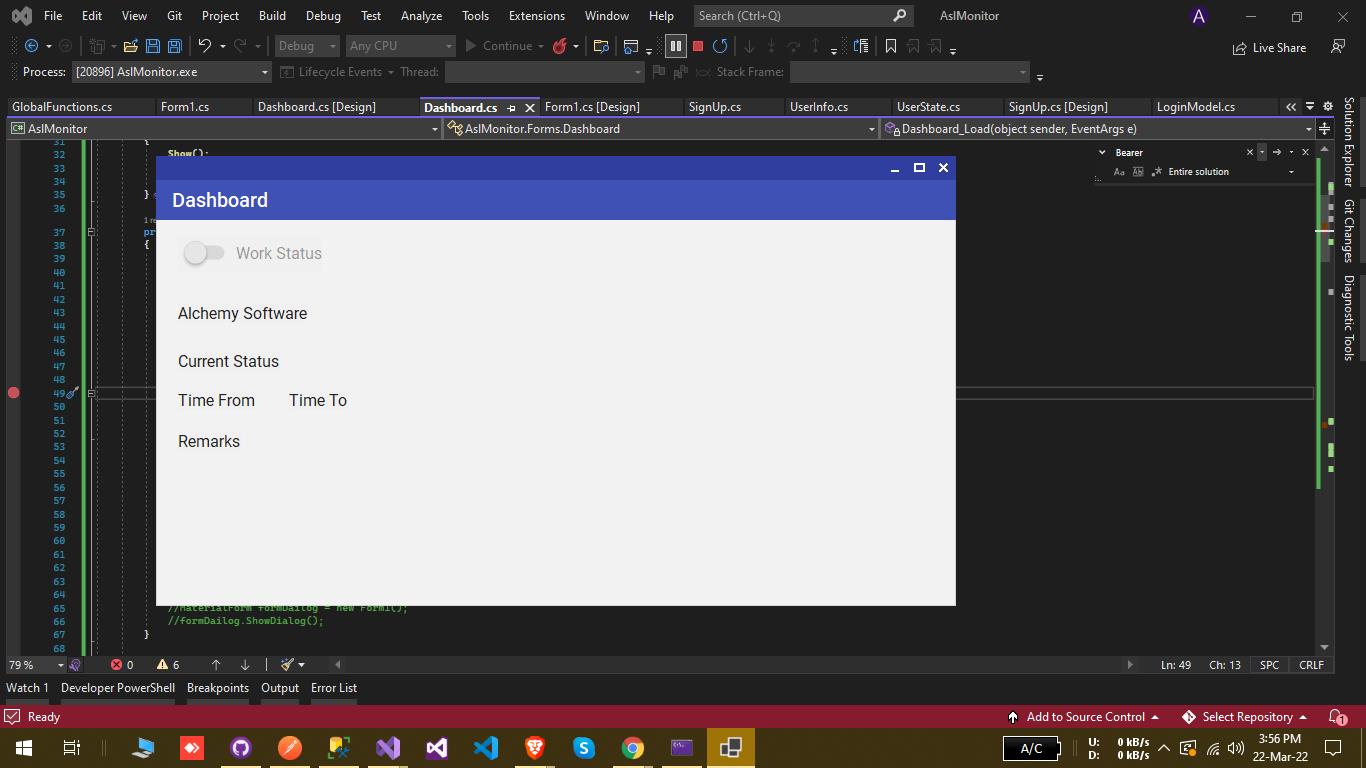 File Edit View Git Project Build Debug Test Analyze Tools Extensions Window Help Search (Ctrl+Q) AslMonitor A
Debug Any CPU Continue Live Share
Process: [20896] AslMonitor.exe Lifecycle Events Thread: Stack Frame:
GlobalFunctions.cs Form1.cs Dashboard.cs [Design] Dashboard.cs Form1.cs [Design] SignUp.cs UserInfo.cs UserState.cs SignUp.cs [Design] LoginModel.cs
C# AslMonitor AslMonitor.Forms.Dashboard Dashboard_Load(object sender, EventArgs e)
Solution Explorer
Git Changes
Diagnostic Tools
Bearer
Aa Ab Entire solution
31 {
32 Show();
33
34
35 }
36
1 re
37 pr
38 {
39
40
41
42
43
44
45
46
47
48
49
50
51
52
53
54
55
56
57
58
59
60
61
62
63
64
65 //MaterialForm formDailog = new Form1();
66 //formDailog.ShowDialog();
67 }
68
Dashboard
Work Status
Alchemy Software
Current Status
Time From Time To
Remarks
79 % 0 6 Ln: 49 Ch: 13 SPC CRLF
Watch 1 Developer PowerShell Breakpoints Output Error List
Ready Add to Source Control Select Repository 1
A/C U: 0 kB/s 3:56 PM
D: 0 kB/s 22-Mar-22